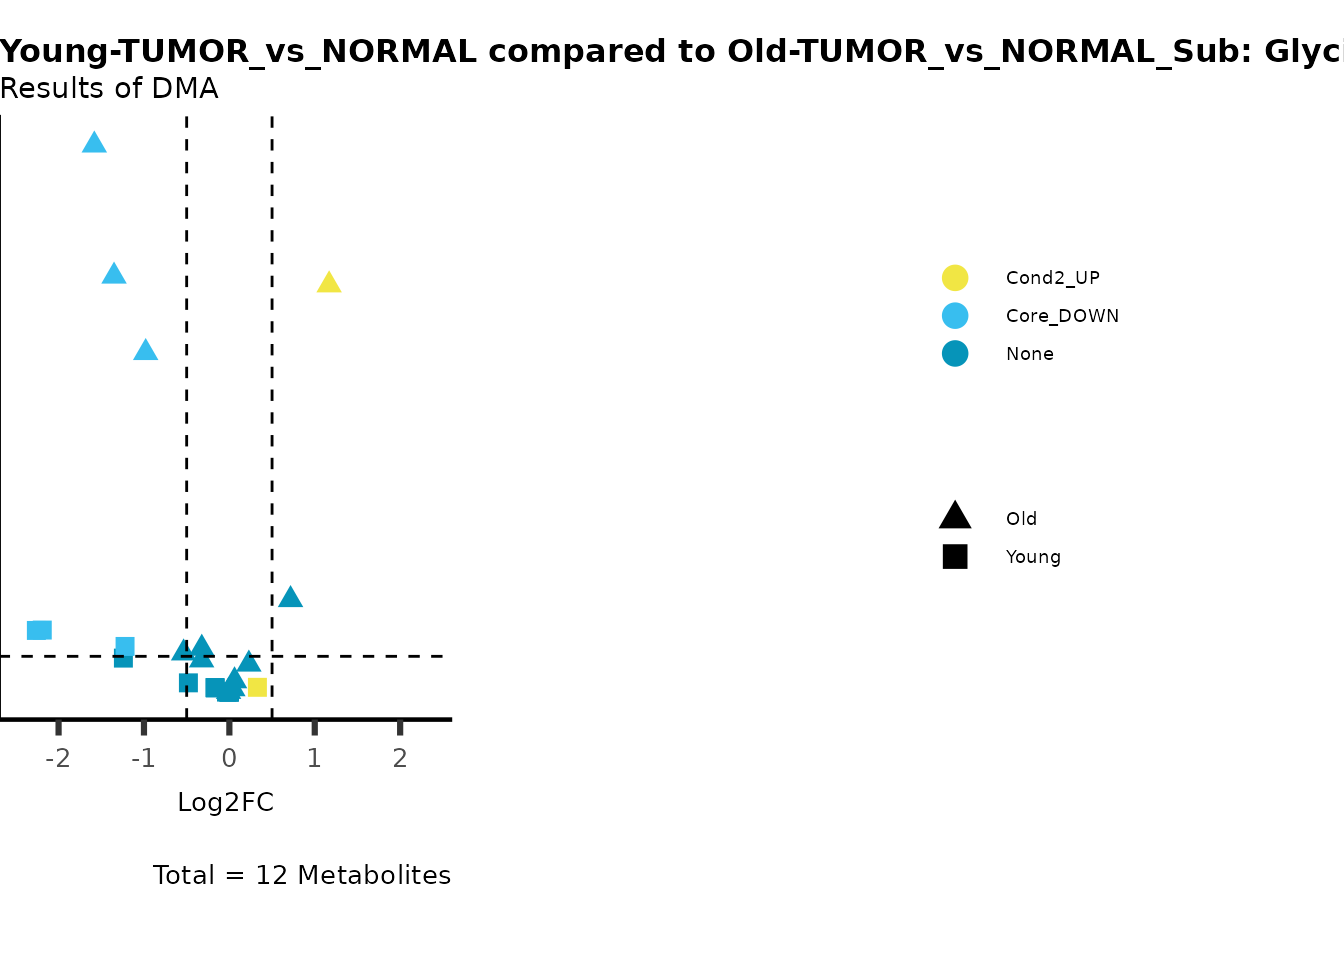 Young-TUMOR_vs_NORMAL compared to Old-TUMOR_vs_NORMAL_Sub:
Results of DMA
Cond2_UP
Core_DOWN
None
Old
Young
-2 -1 0 1 2
Log2FC
Total = 12 Metabolites